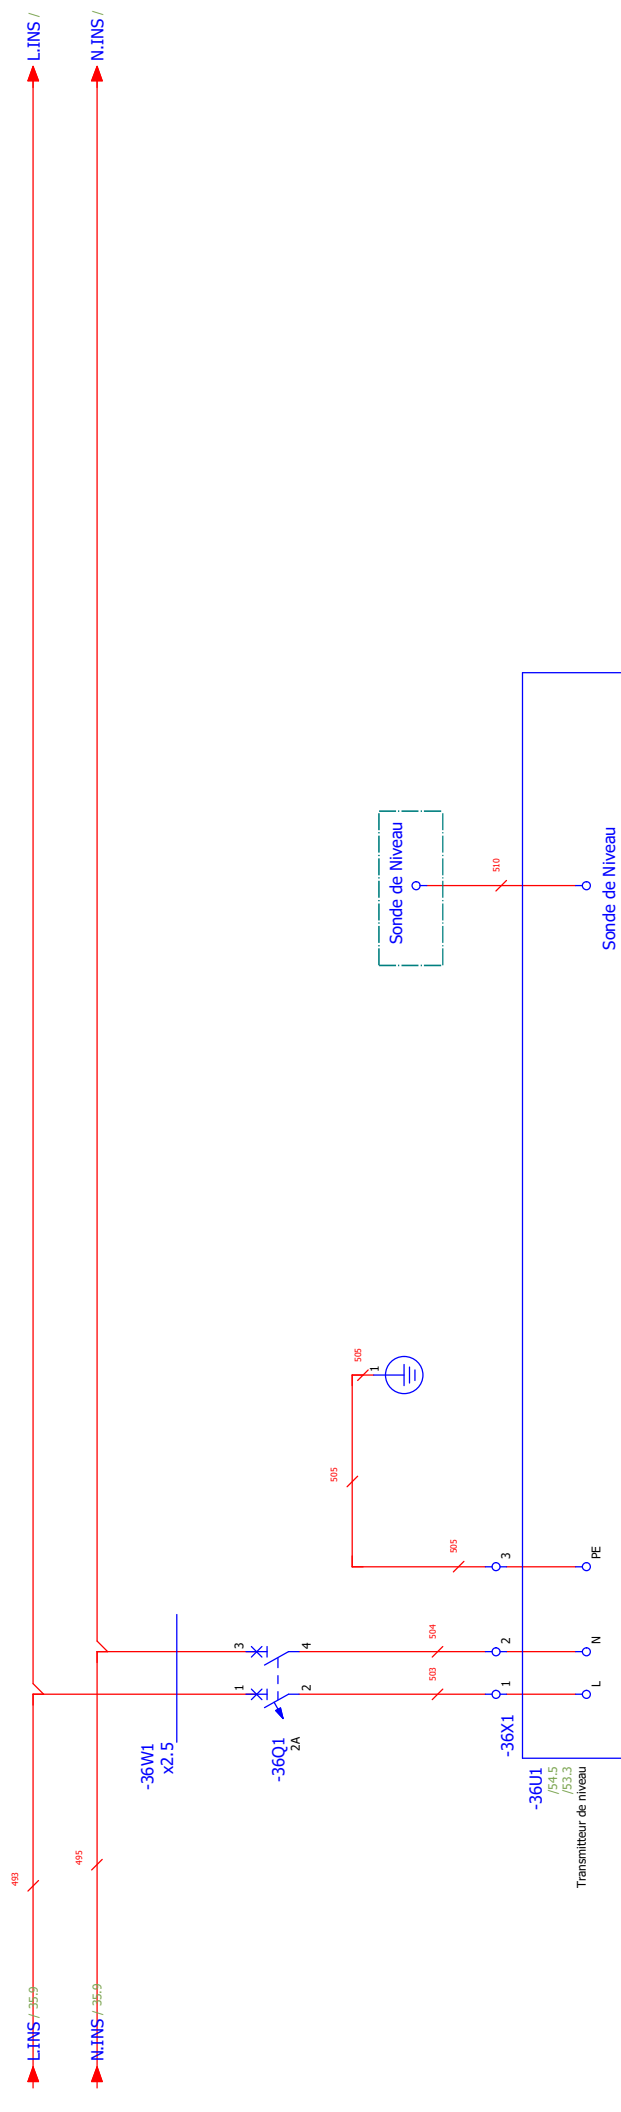 L.INS /
N.INS /
Sonde de Niveau
510
Sonde de Niveau
505
1
505
505
3
PE
3
4
504
2
N
1
2
503
1
L
-36W1
x2.5
-36Q1
2A
-36X1
-36U1
/54.5
/53.3
Transmitteur de niveau
493
495
L.INS / 35.9
N.INS / 35.9